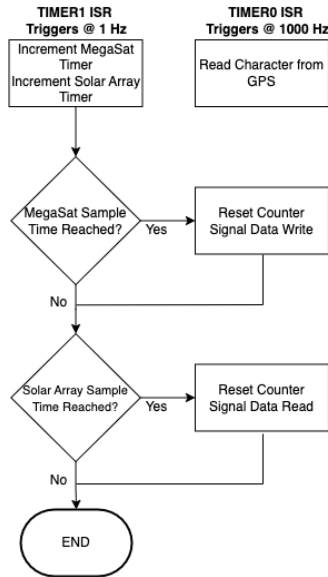 TIMER1 ISR
Triggers @ 1 Hz
TIMER0 ISR
Triggers @ 1000 Hz
Increment MegaSat
Timer
Increment Solar Array
Timer
Read Character from
GPS
MegaSat Sample
Time Reached?
Yes
Reset Counter
Signal Data Write
No
Solar Array Sample
Time Reached?
Yes
Reset Counter
Signal Data Read
No
END